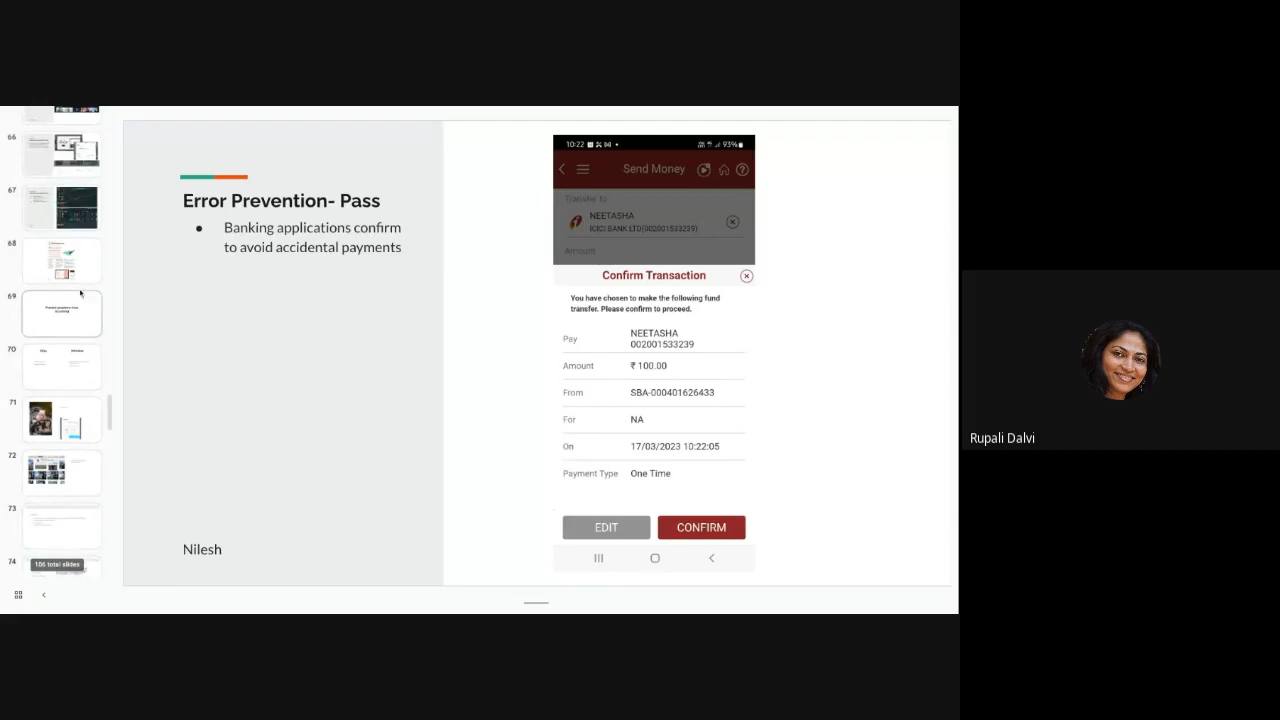 66
67
68
69
70
71
72
73
74
106 total slides
Error Prevention- Pass
● Banking applications confirm
to avoid accidental payments
Nilesh
10:22 93%
Send Money
Transfer to
NEETASHA
ICICI BANK LTD(002001533239)
Amount
Confirm Transaction
You have chosen to make the following fund
transfer. Please confirm to proceed.
Pay NEETASHA
002001533239
Amount ₹ 100.00
From SBA-000401626433
For NA
On 17/03/2023 10:22:05
Payment Type One Time
EDIT CONFIRM
Rupali Dalvi